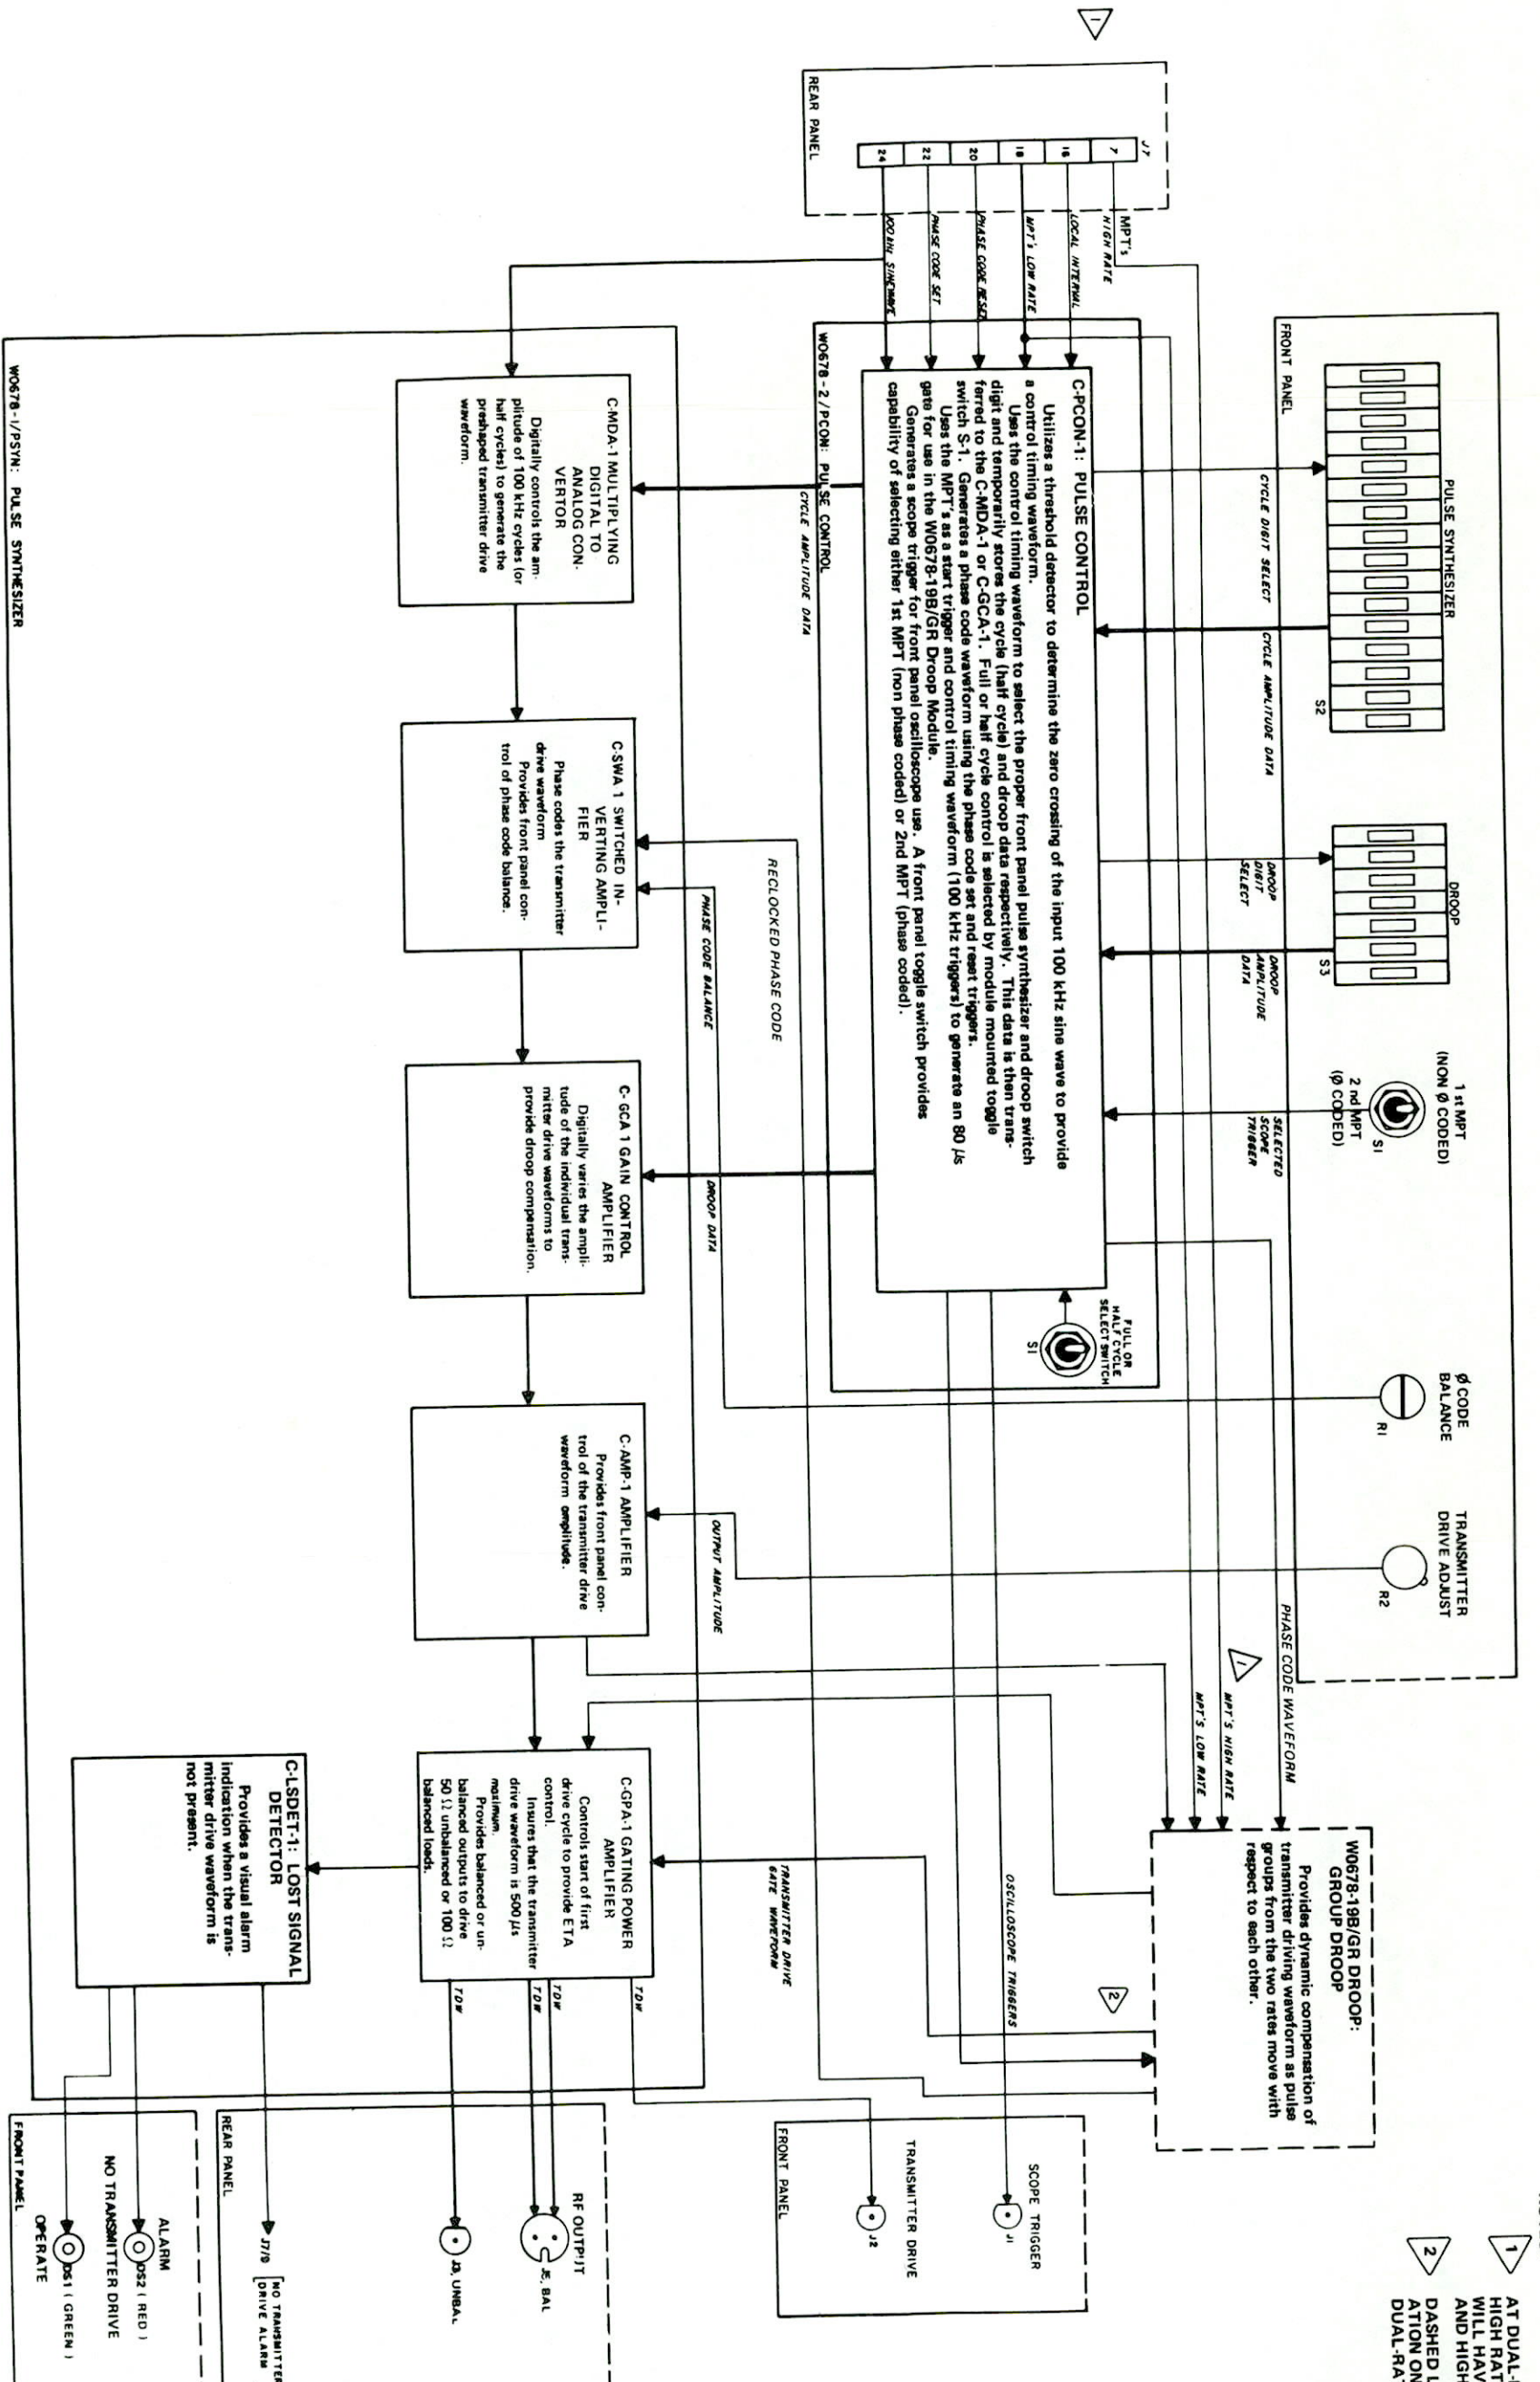 1
REAR PANEL
J7
7
16
18
20
22
24
MPT's
HIGH RATE
LOCAL INTERVAL
MPT's LOW RATE
PHASE CODE RESET
PHASE CODE SET
100 kHz SINEWAVE
FRONT PANEL
PULSE SYNTHESIZER
S2
CYCLE DIGIT SELECT
CYCLE AMPLITUDE DATA
DROOP
S3
DROOP
DIGIT
SELECT
DROOP
AMPLITUDE
DATA
1 st MPT
(NON Ø CODED)
S1
2 nd MPT
(Ø CODED)
SELECTED
SCOPE
TRIGGER
Ø CODE
BALANCE
R1
TRANSMITTER
DRIVE ADJUST
R2
PHASE CODE WAVEFORM
1
MPT'S HIGH RATE
MPT'S LOW RATE
W0678-2/PCON: PULSE CONTROL
C-PCON-1: PULSE CONTROL
Utilizes a threshold detector to determine the zero crossing of the input 100 kHz sine wave to provide
a control timing waveform.
Uses the control timing waveform to select the proper front panel pulse synthesizer and droop switch
digit and temporarily stores the cycle (half cycle) and droop data respectively. This data is then trans-
ferred to the C-MDA-1 or C-GCA-1. Full or half cycle control is selected by module mounted toggle
switch S-1. Generates a phase code waveform using the phase code set and reset triggers.
Uses the MPT's as a start trigger and control timing waveform (100 kHz triggers) to generate an 80 μs
gate for use in the W0678-19B/GR Droop Module.
Generates a scope trigger for front panel oscilloscope use. A front panel toggle switch provides
capability of selecting either 1st MPT (non phase coded) or 2nd MPT (phase coded).
FULL OR
HALF CYCLE
SELECT SWITCH
S1
W0678-19B/GR DROOP:
GROUP DROOP
Provides dynamic compensation of
transmitter driving waveform as pulse
groups from the two rates move with
respect to each other.
2
CYCLE AMPLITUDE DATA
RECLOCKED PHASE CODE
PHASE CODE BALANCE
DROOP DATA
OUTPUT AMPLITUDE
TRANSMITTER DRIVE
GATE WAVEFORM
OSCILLOSCOPE TRIGGERS
W0678-1/PSYN: PULSE SYNTHESIZER
C-MDA-1 MULTIPLYING
DIGITAL TO
ANALOG CON-
VERTOR
Digitally controls the am-
plitude of 100 kHz cycles (or
half cycles) to generate the
preshaped transmitter drive
waveform.
C-SWA 1 SWITCHED IN-
VERTING AMPLI-
FIER
Phase codes the transmitter
drive waveform
Provides front panel con-
trol of phase code balance.
C-GCA 1 GAIN CONTROL
AMPLIFIER
Digitally varies the ampli-
tude of the individual trans-
mitter drive waveforms to
provide droop compensation.
C-AMP-1 AMPLIFIER
Provides front panel con-
trol of the transmitter drive
waveform amplitude.
C-GPA-1 GATING POWER
AMPLIFIER
Controls start of first
drive cycle to provide ETA
control.
Insures that the transmitter
drive waveform is 500 μs
maximum.
Provides balanced or un-
balanced outputs to drive
50 Ω unbalanced or 100 Ω
balanced loads.
TDW
TDW
TDW
TDW
C-LSDET-1: LOST SIGNAL
DETECTOR
Provides a visual alarm
indication when the trans-
mitter drive waveform is
not present.
FRONT PANEL
SCOPE TRIGGER
J1
TRANSMITTER DRIVE
J2
RF OUTPUT
J5, BAL
J3, UNBAL
REAR PANEL
J7/9
NO TRANSMITTER
DRIVE ALARM
FRONT PANEL
ALARM
DS2 ( RED )
NO TRANSMITTER DRIVE
DS1 ( GREEN )
OPERATE
1
AT DUAL-
HIGH RAT
WILL HAV
AND HIGH
2
DASHED L
ATION ON
DUAL-RA